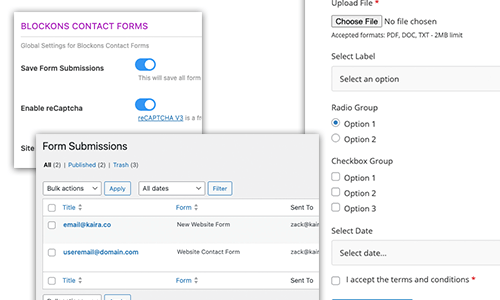 BLOCKONS CONTACT FORMS
Global Settings for Blockons Contact Forms
Save Form Submissions
This will save all form
Enable reCaptcha
reCAPTCHA V3 is a fr
Site
Form Submissions
All (2) | Published (2) | Trash (3)
Bulk actions
Apply
All dates
Filter
Title
Form
Sent To
email@kaira.co
New Website Form
zack@kair
useremail@domain.com
Website Contact Form
zack@kair
Title
Form
Sent To
Bulk actions
Apply
Upload File *
Choose File No file chosen
Accepted formats: PDF, DOC, TXT - 2MB limit
Select Label
Select an option
Radio Group
Option 1
Option 2
Checkbox Group
Option 1
Option 2
Option 3
Select Date
Select date...
I accept the terms and conditions *